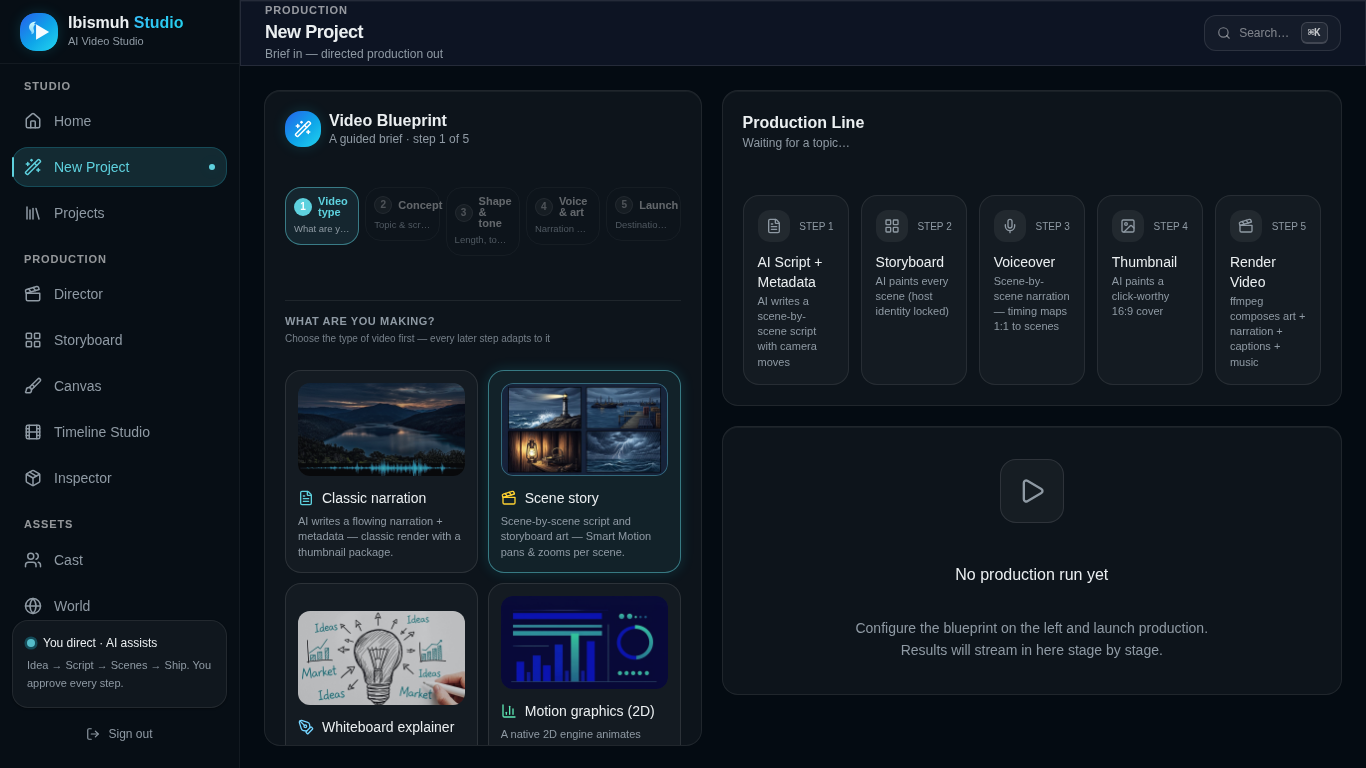 Ibismuh Studio
AI Video Studio
STUDIO
Home
New Project
Projects
PRODUCTION
Director
Storyboard
Canvas
Timeline Studio
Inspector
ASSETS
Cast
World
You direct · AI assists
Idea → Script → Scenes → Ship. You
approve every step.
Sign out
PRODUCTION
New Project
Brief in — directed production out
Search…
⌘K
Video Blueprint
A guided brief · step 1 of 5
1
Video
type
What are y…
2
Concept
Topic & scr…
3
Shape
&
tone
Length, to…
4
Voice
& art
Narration …
5
Launch
Destinatio…
WHAT ARE YOU MAKING?
Choose the type of video first — every later step adapts to it
Classic narration
AI writes a flowing narration +
metadata — classic render with a
thumbnail package.
Scene story
Scene-by-scene script and
storyboard art — Smart Motion
pans & zooms per scene.
Ideas
Ideas
Market
Ideas
Ideas
Market
Whiteboard explainer
Motion graphics (2D)
A native 2D engine animates
Production Line
Waiting for a topic…
STEP 1
AI Script +
Metadata
AI writes a
scene-by-
scene script
with camera
moves
STEP 2
Storyboard
AI paints every
scene (host
identity locked)
STEP 3
Voiceover
Scene-by-
scene narration
— timing maps
1:1 to scenes
STEP 4
Thumbnail
AI paints a
click-worthy
16:9 cover
STEP 5
Render
Video
ffmpeg
composes art +
narration +
captions +
music
No production run yet
Configure the blueprint on the left and launch production.
Results will stream in here stage by stage.